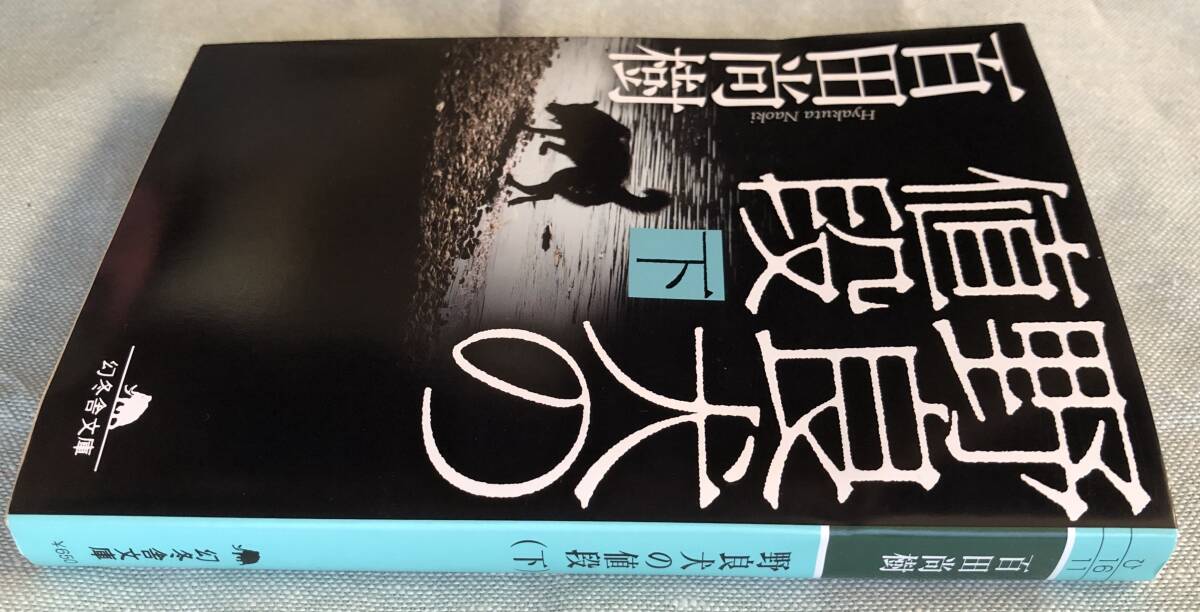 百田尚樹
Hyakuta Naoki
野良犬の
値段
下
幻冬舎文庫
ひ
16
11
百田尚樹
野良犬の値段(下
幻冬舎文庫
¥650